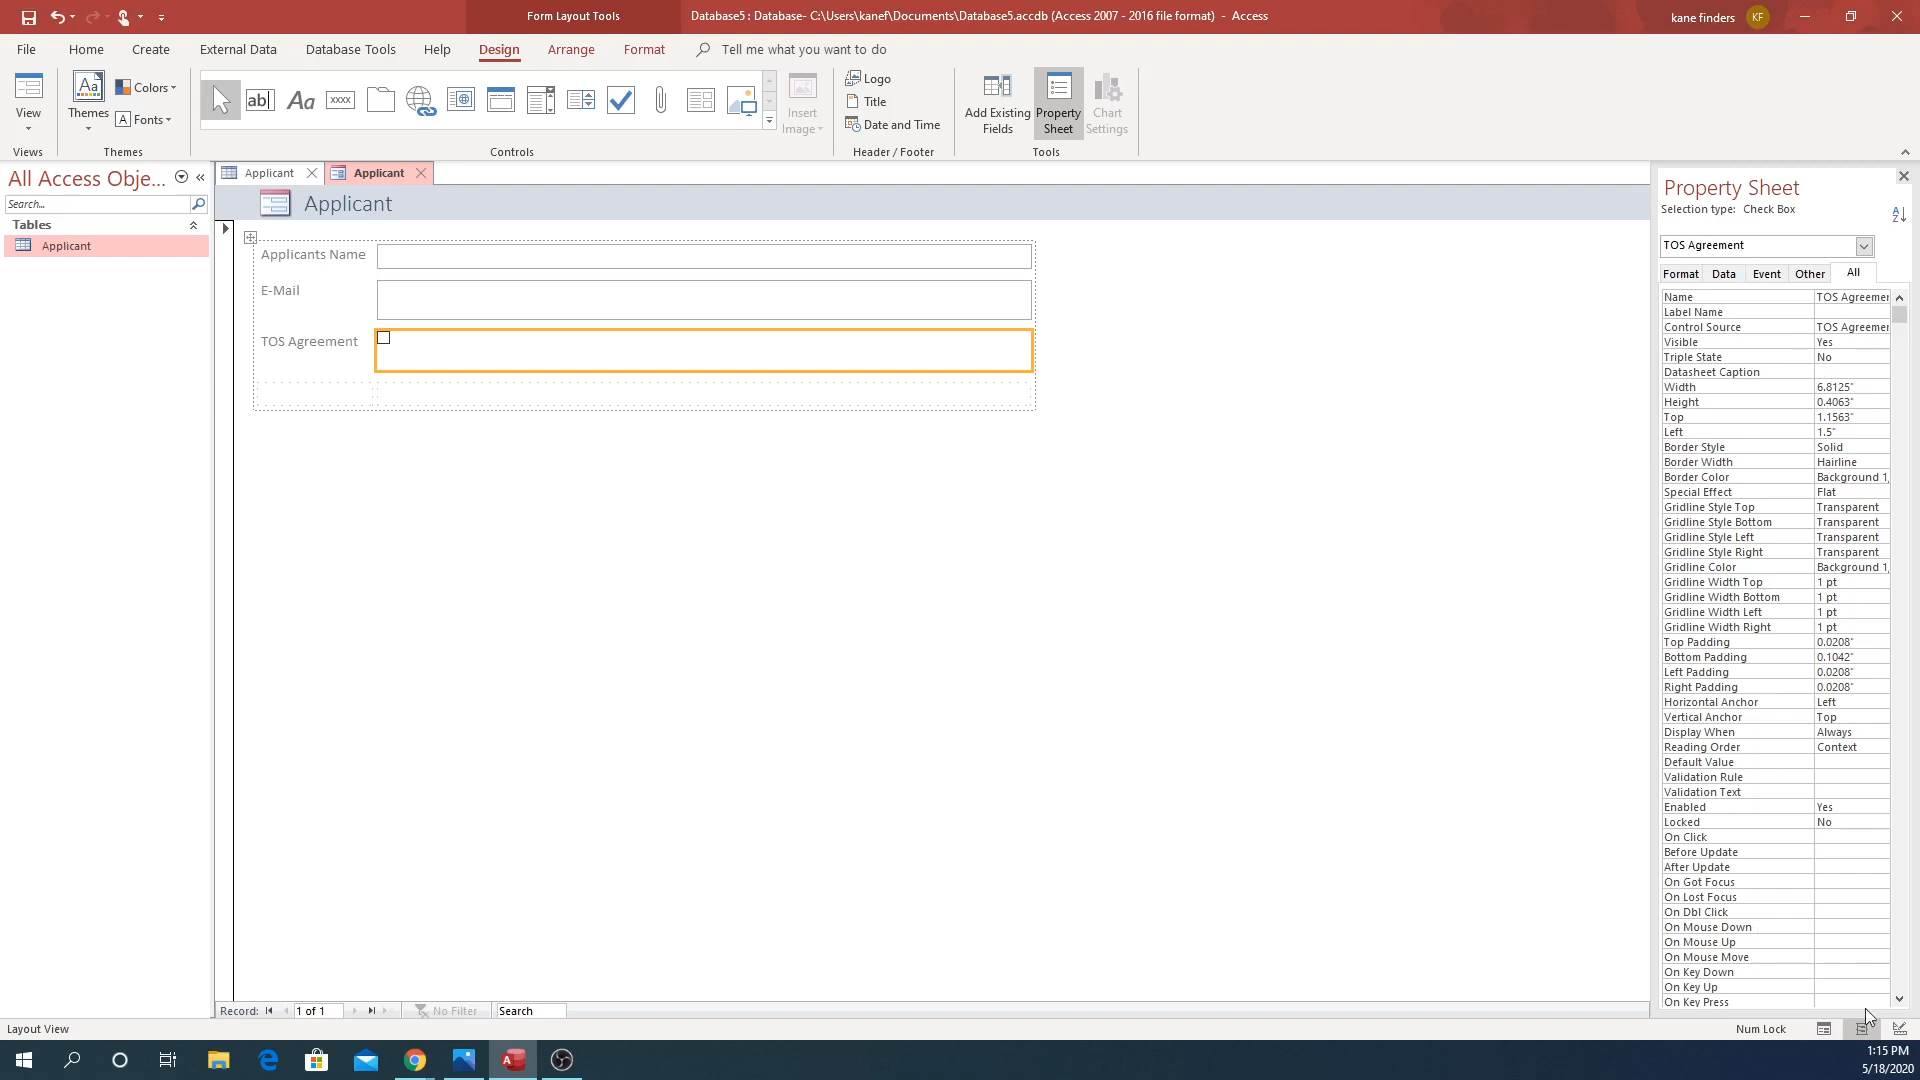 Form Layout Tools
Database5 : Database- C:\Users\kanef\Documents\Database5.accdb (Access 2007 - 2016 file format) - Access
kane finders
KF
File
Home
Create
External Data
Database Tools
Help
Design
Arrange
Format
Tell me what you want to do
View
Views
Aa
Themes
Colors
A Fonts
Themes
ab
Aa
xxxx
Controls
Insert
Image
Logo
Title
Date and Time
Header / Footer
Add Existing
Fields
Property
Sheet
Chart
Settings
Tools
All Access Obje...
Search...
Tables
Applicant
Applicant
Applicant
Applicant
Applicants Name
E-Mail
TOS Agreement
Property Sheet
Selection type: Check Box
TOS Agreement
Format
Data
Event
Other
All
Name TOS Agreemen
Label Name
Control Source TOS Agreemen
Visible Yes
Triple State No
Datasheet Caption
Width 6.8125"
Height 0.4063"
Top 1.1563"
Left 1.5"
Border Style Solid
Border Width Hairline
Border Color Background 1,
Special Effect Flat
Gridline Style Top Transparent
Gridline Style Bottom Transparent
Gridline Style Left Transparent
Gridline Style Right Transparent
Gridline Color Background 1,
Gridline Width Top 1 pt
Gridline Width Bottom 1 pt
Gridline Width Left 1 pt
Gridline Width Right 1 pt
Top Padding 0.0208"
Bottom Padding 0.1042"
Left Padding 0.0208"
Right Padding 0.0208"
Horizontal Anchor Left
Vertical Anchor Top
Display When Always
Reading Order Context
Default Value
Validation Rule
Validation Text
Enabled Yes
Locked No
On Click
Before Update
After Update
On Got Focus
On Lost Focus
On Dbl Click
On Mouse Down
On Mouse Up
On Mouse Move
On Key Down
On Key Up
On Key Press
Record: 1 of 1 No Filter Search
Layout View
Num Lock
1:15 PM
5/18/2020